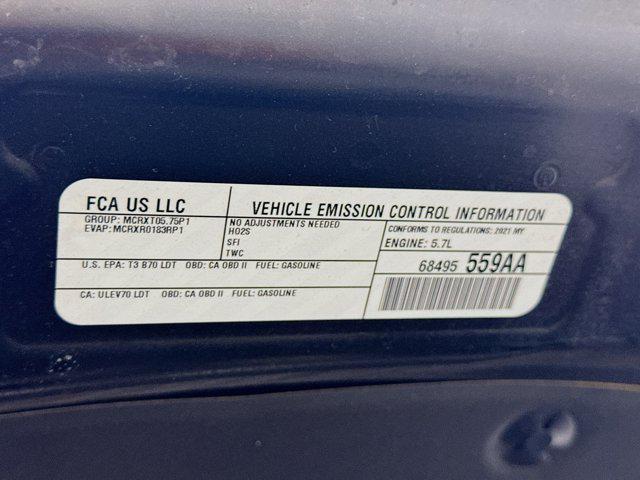 FCA US LLC
GROUP: MCRXT05.75P1
EVAP: MCRXR0183RP1
VEHICLE EMISSION CONTROL INFORMATION
NO ADJUSTMENTS NEEDED
HO2S
SFI
TWC
CONFORMS TO REGULATIONS: 2021 MY
ENGINE: 5.7L
U.S. EPA: T3 B70 LDT OBD: CA OBD II FUEL: GASOLINE
68495 559AA
CA: ULEV70 LDT OBD: CA OBD II FUEL: GASOLINE